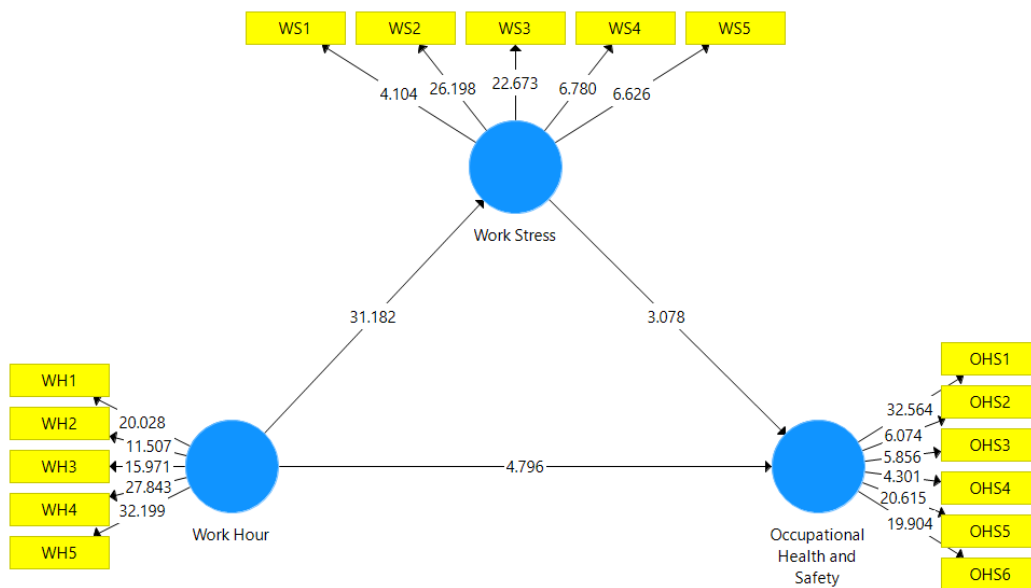 WS1 WS2 WS3 WS4 WS5
4.104 26.198 22.673 6.780 6.626
Work Stress
31.182 3.078
WH1
WH2
WH3
WH4
WH5
20.028
11.507
15.971
27.843
32.199
Work Hour
4.796
OHS1
OHS2
OHS3
OHS4
OHS5
OHS6
32.564
6.074
5.856
4.301
20.615
19.904
Occupational
Health and
Safety